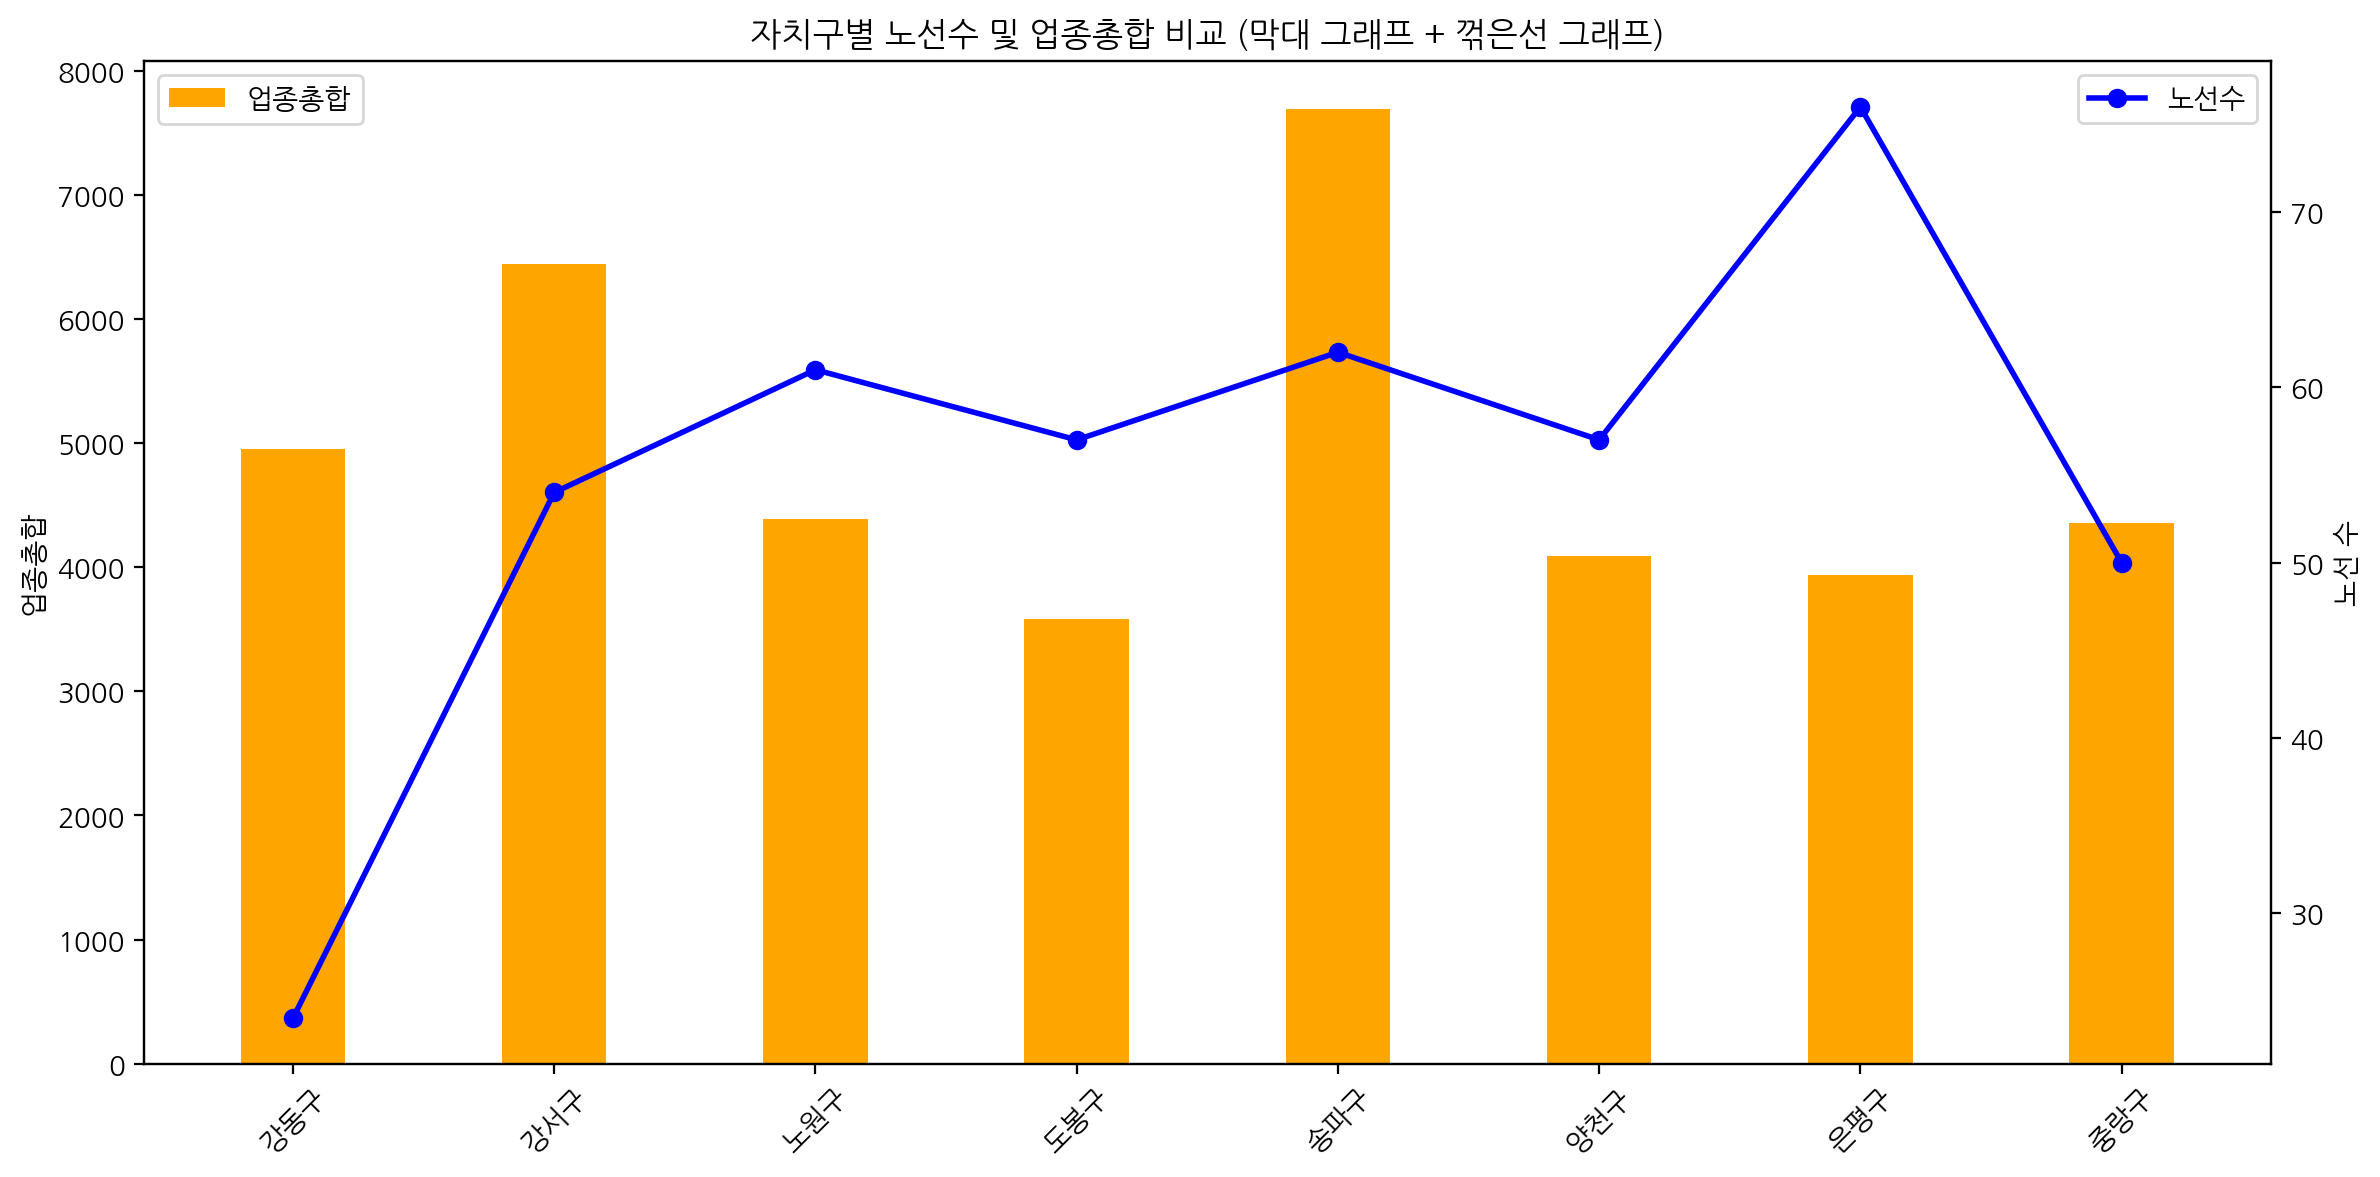 자치구별 노선수 및 업종총합 비교 (막대 그래프 + 꺾은선 그래프)
업종총합
노선수
8000
7000
6000
5000
4000
3000
2000
1000
0
업종총합
70
60
50
40
30
노선 수
강동구
강서구
노원구
도봉구
송파구
양천구
은평구
중랑구